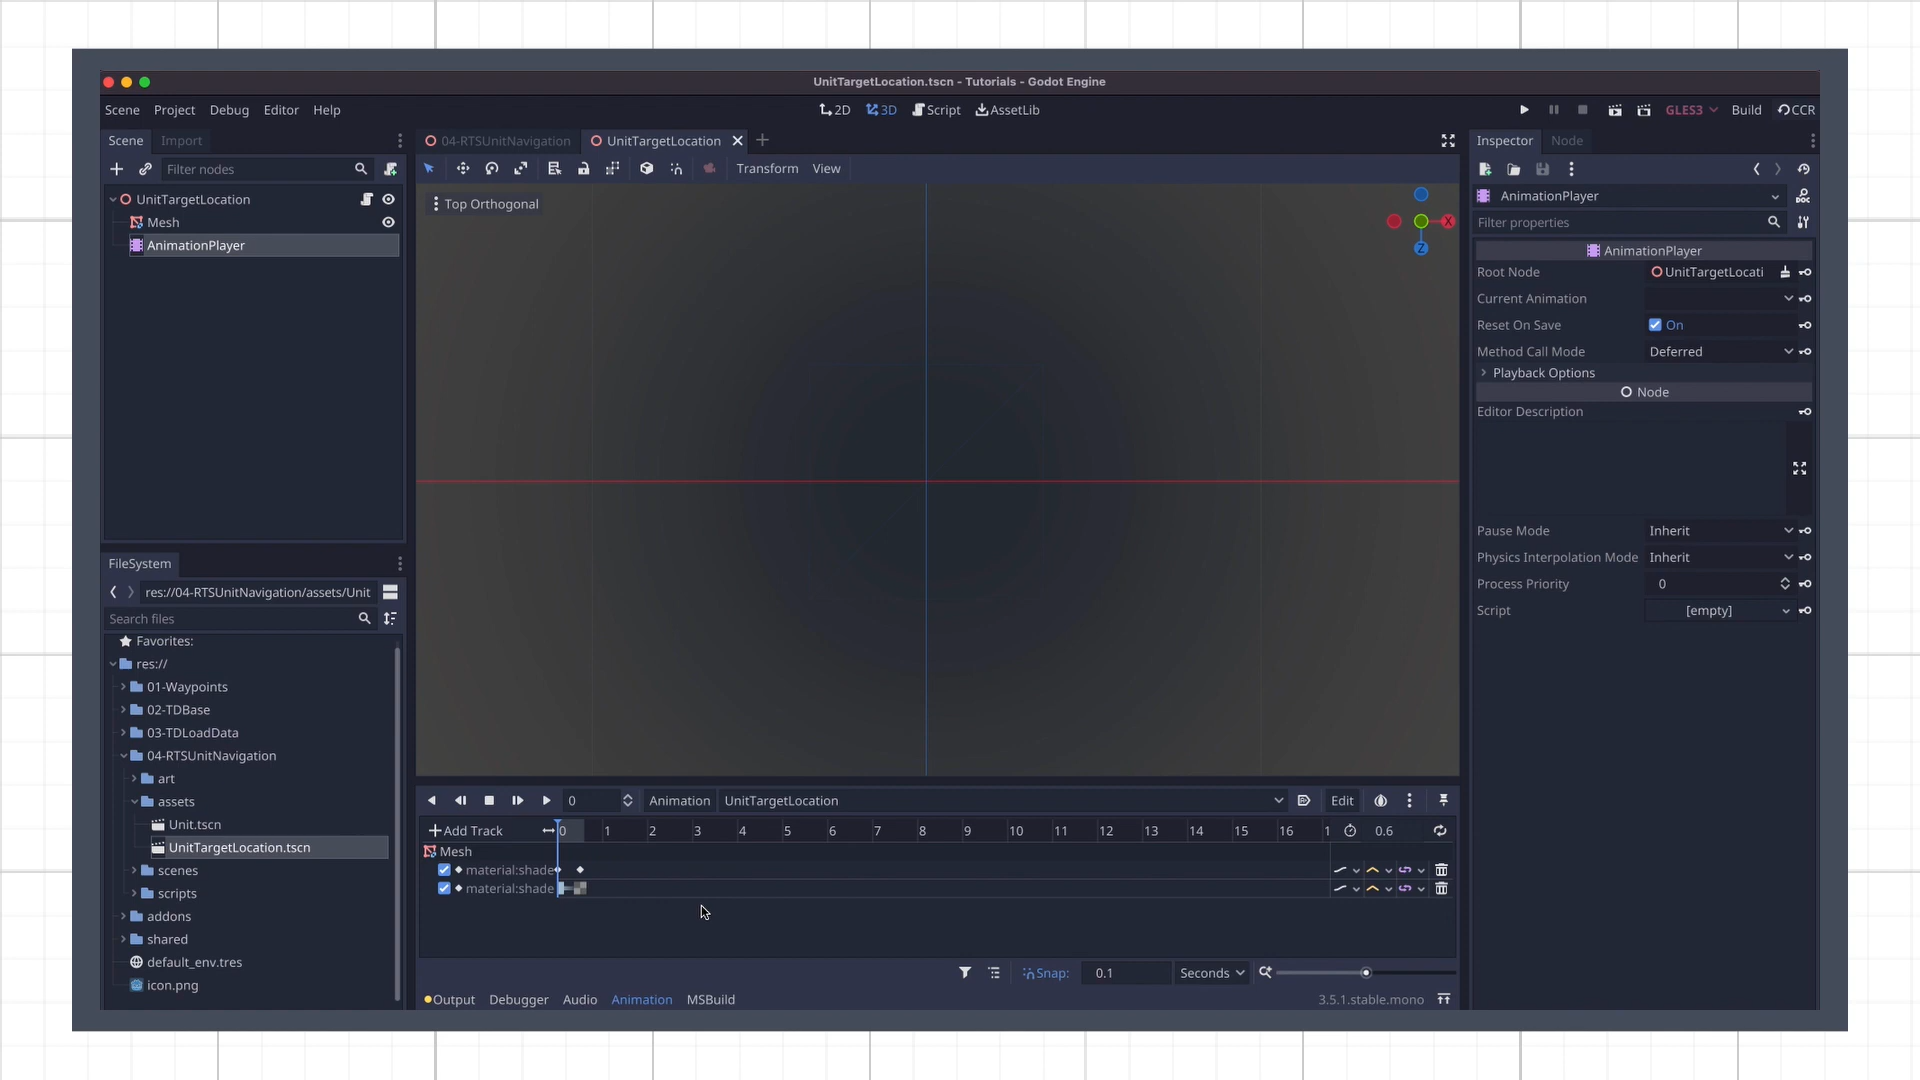 UnitTargetLocation.tscn - Tutorials - Godot Engine
Scene Project Debug Editor Help
2D 3D Script AssetLib
GLES3 Build CCR
Scene Import
04-RTSUnitNavigation UnitTargetLocation
Inspector Node
Filter nodes
Transform View
UnitTargetLocation
Mesh
AnimationPlayer
Top Orthogonal
X
Z
AnimationPlayer
Filter properties
AnimationPlayer
Root Node UnitTargetLocati
Current Animation
Reset On Save On
Method Call Mode Deferred
Playback Options
Node
Editor Description
Pause Mode Inherit
Physics Interpolation Mode Inherit
Process Priority 0
Script [empty]
FileSystem
res://04-RTSUnitNavigation/assets/Unit
Search files
Favorites:
res://
01-Waypoints
02-TDBase
03-TDLoadData
04-RTSUnitNavigation
art
assets
Unit.tscn
UnitTargetLocation.tscn
scenes
scripts
addons
shared
default_env.tres
icon.png
0 Animation UnitTargetLocation Edit
Add Track 0 1 2 3 4 5 6 7 8 9 10 11 12 13 14 15 16 1 0.6
Mesh
material:shade
material:shade
Snap: 0.1 Seconds
Output Debugger Audio Animation MSBuild 3.5.1.stable.mono